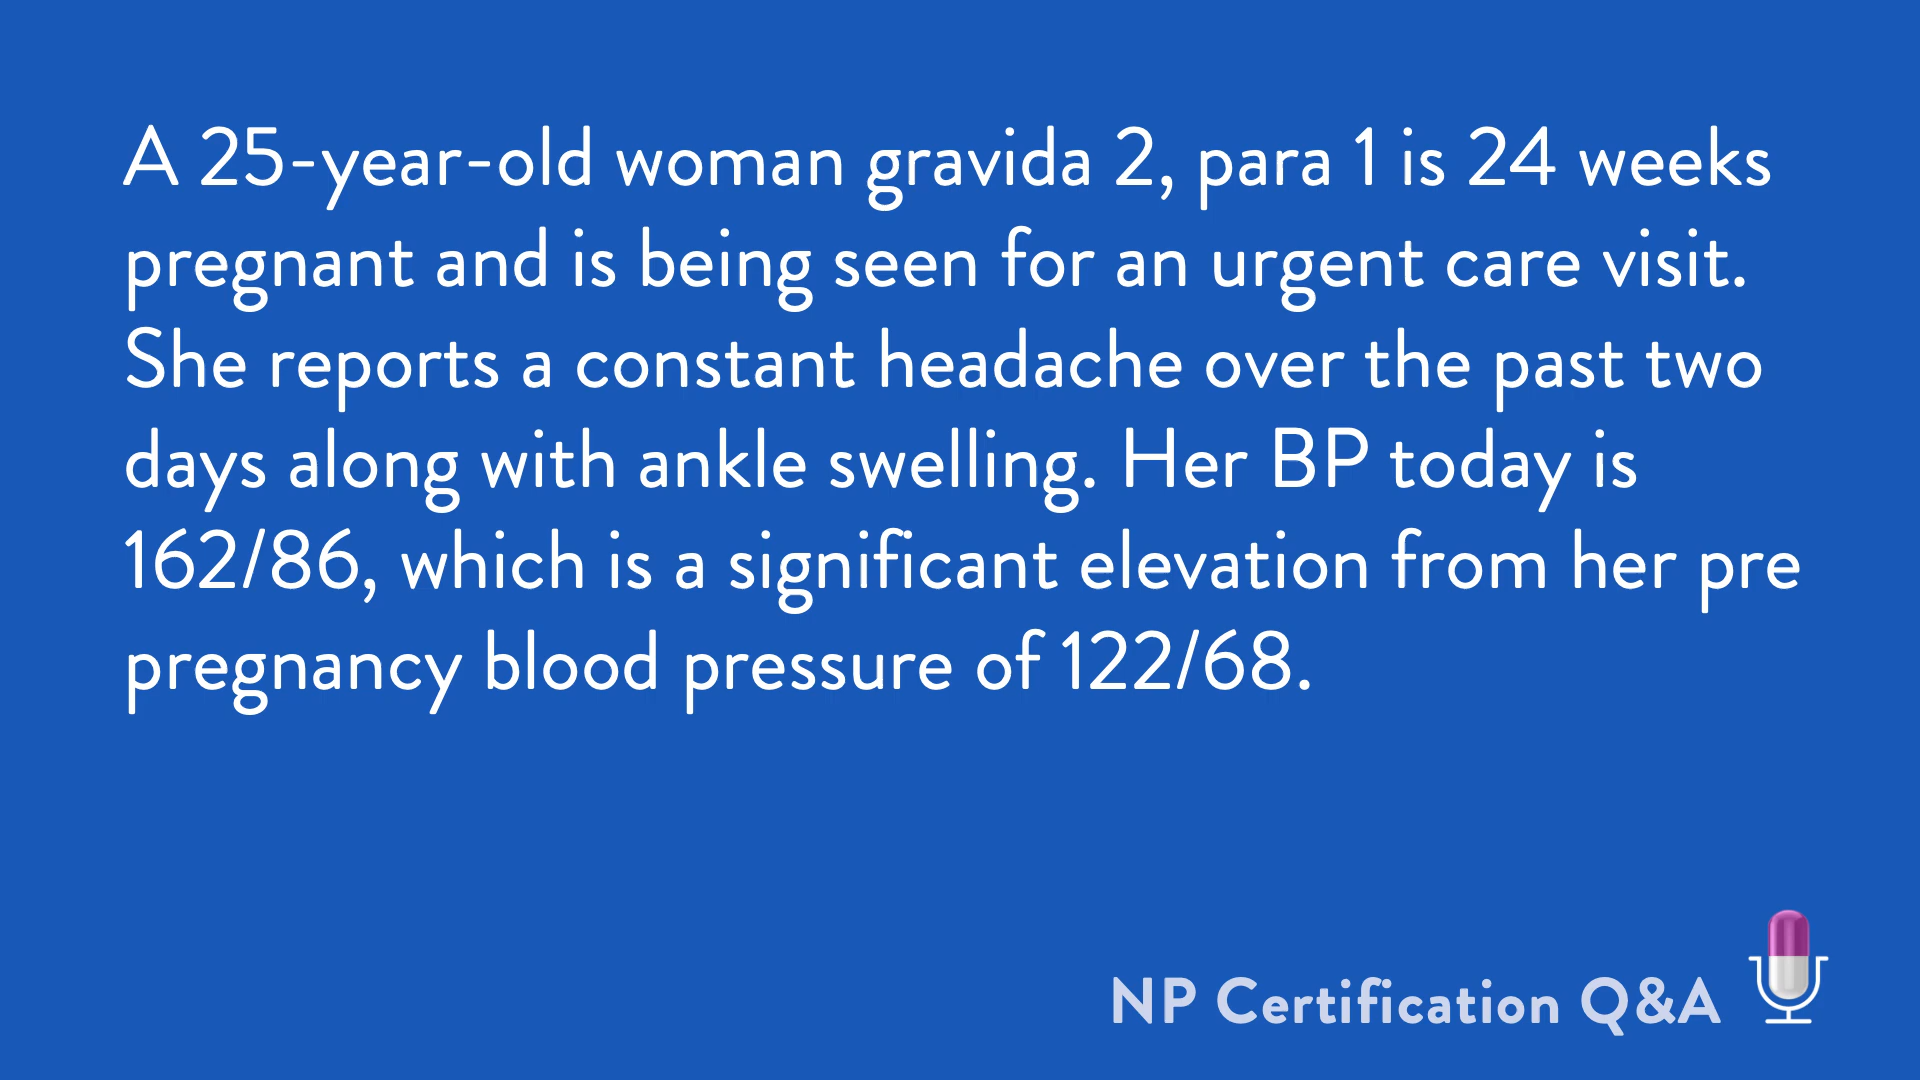 A 25-year-old woman gravida 2, para 1 is 24 weeks
pregnant and is being seen for an urgent care visit.
She reports a constant headache over the past two
days along with ankle swelling. Her BP today is
162/86, which is a significant elevation from her pre
pregnancy blood pressure of 122/68.
NP Certification Q&A